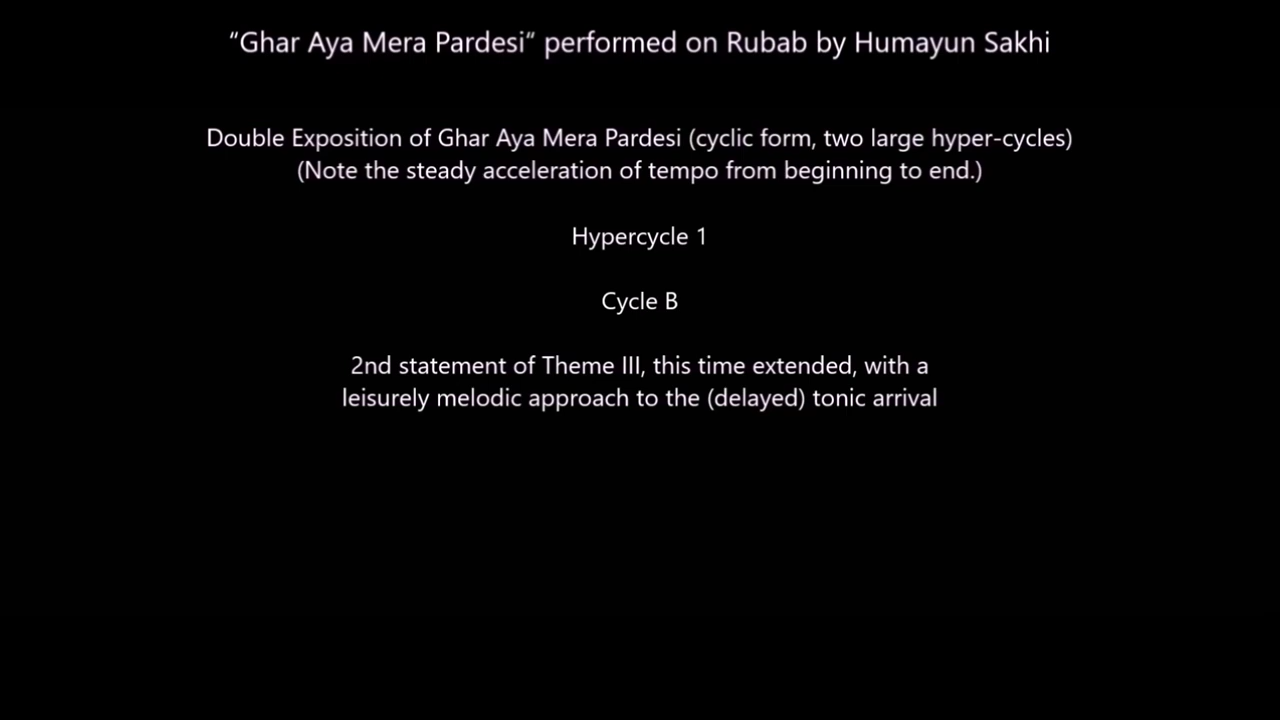 “Ghar Aya Mera Pardesi“ performed on Rubab by Humayun Sakhi
Double Exposition of Ghar Aya Mera Pardesi (cyclic form, two large hyper-cycles)
(Note the steady acceleration of tempo from beginning to end.)
Hypercycle 1
Cycle B
2nd statement of Theme III, this time extended, with a
leisurely melodic approach to the (delayed) tonic arrival